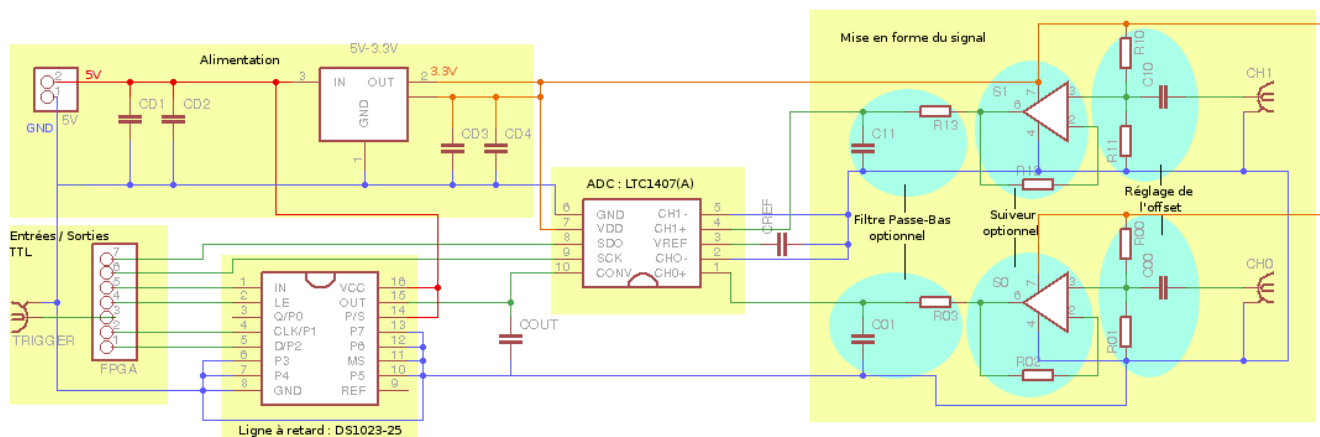 Alimentation
5V-3.3V
2
1
5V
5V
GND
CD1
CD2
3
IN
OUT
GND
2
3.3V
1
CD3
CD4
Mise en forme du signal
R10
C10
CH1
S1
7
6
3
2
4
R11
R12
R13
C11
Filtre Passe-Bas
optionnel
Suiveur
optionnel
Réglage de
l'offset
ADC : LTC1407(A)
6
7
8
9
10
GND
VDD
SDO
SCK
CONV
CH1-
CH1+
VREF
CH0-
CH0+
5
4
3
2
1
CREF
Entrées / Sorties
TTL
7
6
5
4
3
2
1
TRIGGER
FPGA
1
2
3
4
5
6
7
8
IN
LE
Q/P0
CLK/P1
D/P2
P3
P4
GND
VCC
OUT
P/S
P7
P6
MS
P5
REF
16
15
14
13
12
11
10
9
COUT
Ligne à retard : DS1023-25
R00
C00
CH0
S0
7
6
3
2
4
R01
R02
R03
C01